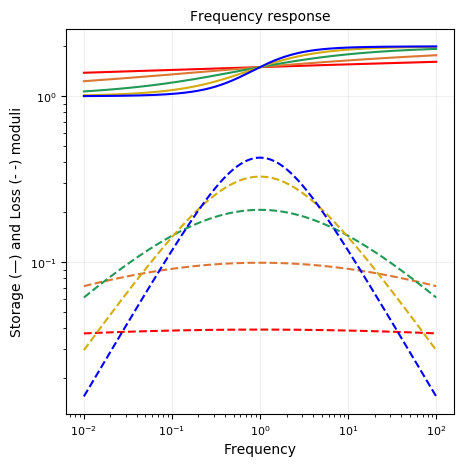 Frequency response
Storage (—) and Loss (- -) moduli
10⁰
10⁻¹
10⁻² 10⁻¹ 10⁰ 10¹ 10²
Frequency